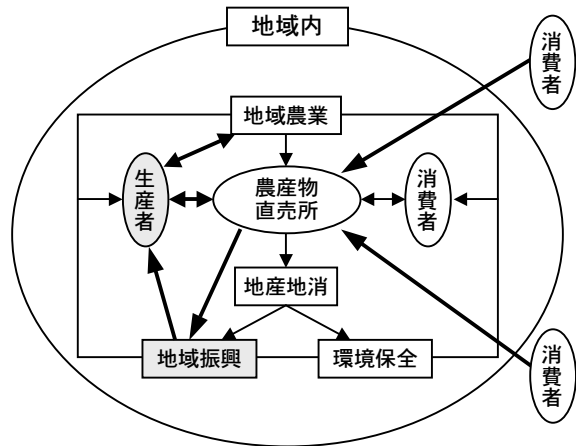 地域内
消費者
地域農業
生産者
農産物
直売所
消費者
地産地消
地域振興
環境保全
消費者